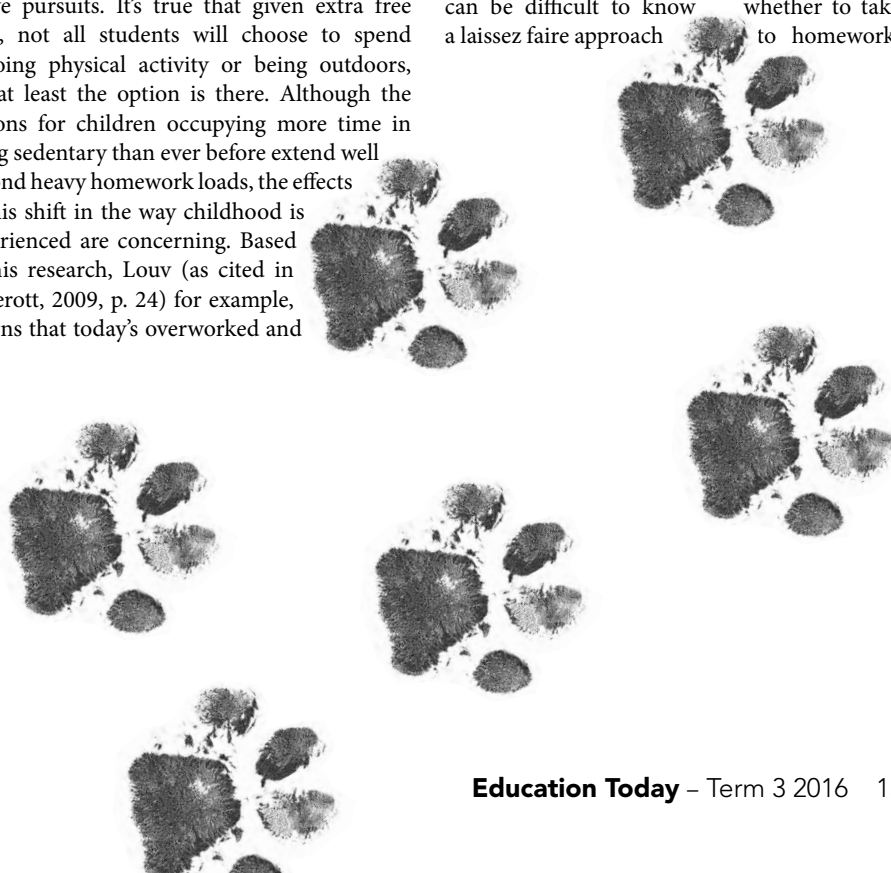 ve pursuits. It's true that given extra free
, not all students will choose to spend
oing physical activity or being outdoors,
at least the option is there. Although the
ons for children occupying more time in
g sedentary than ever before extend well
ond heavy homework loads, the effects
his shift in the way childhood is
rienced are concerning. Based
his research, Louv (as cited in
erott, 2009, p. 24) for example,
ns that today's overworked and
can be difficult to know whether to tak
a laissez faire approach to homework
Education Today – Term 3 2016 1